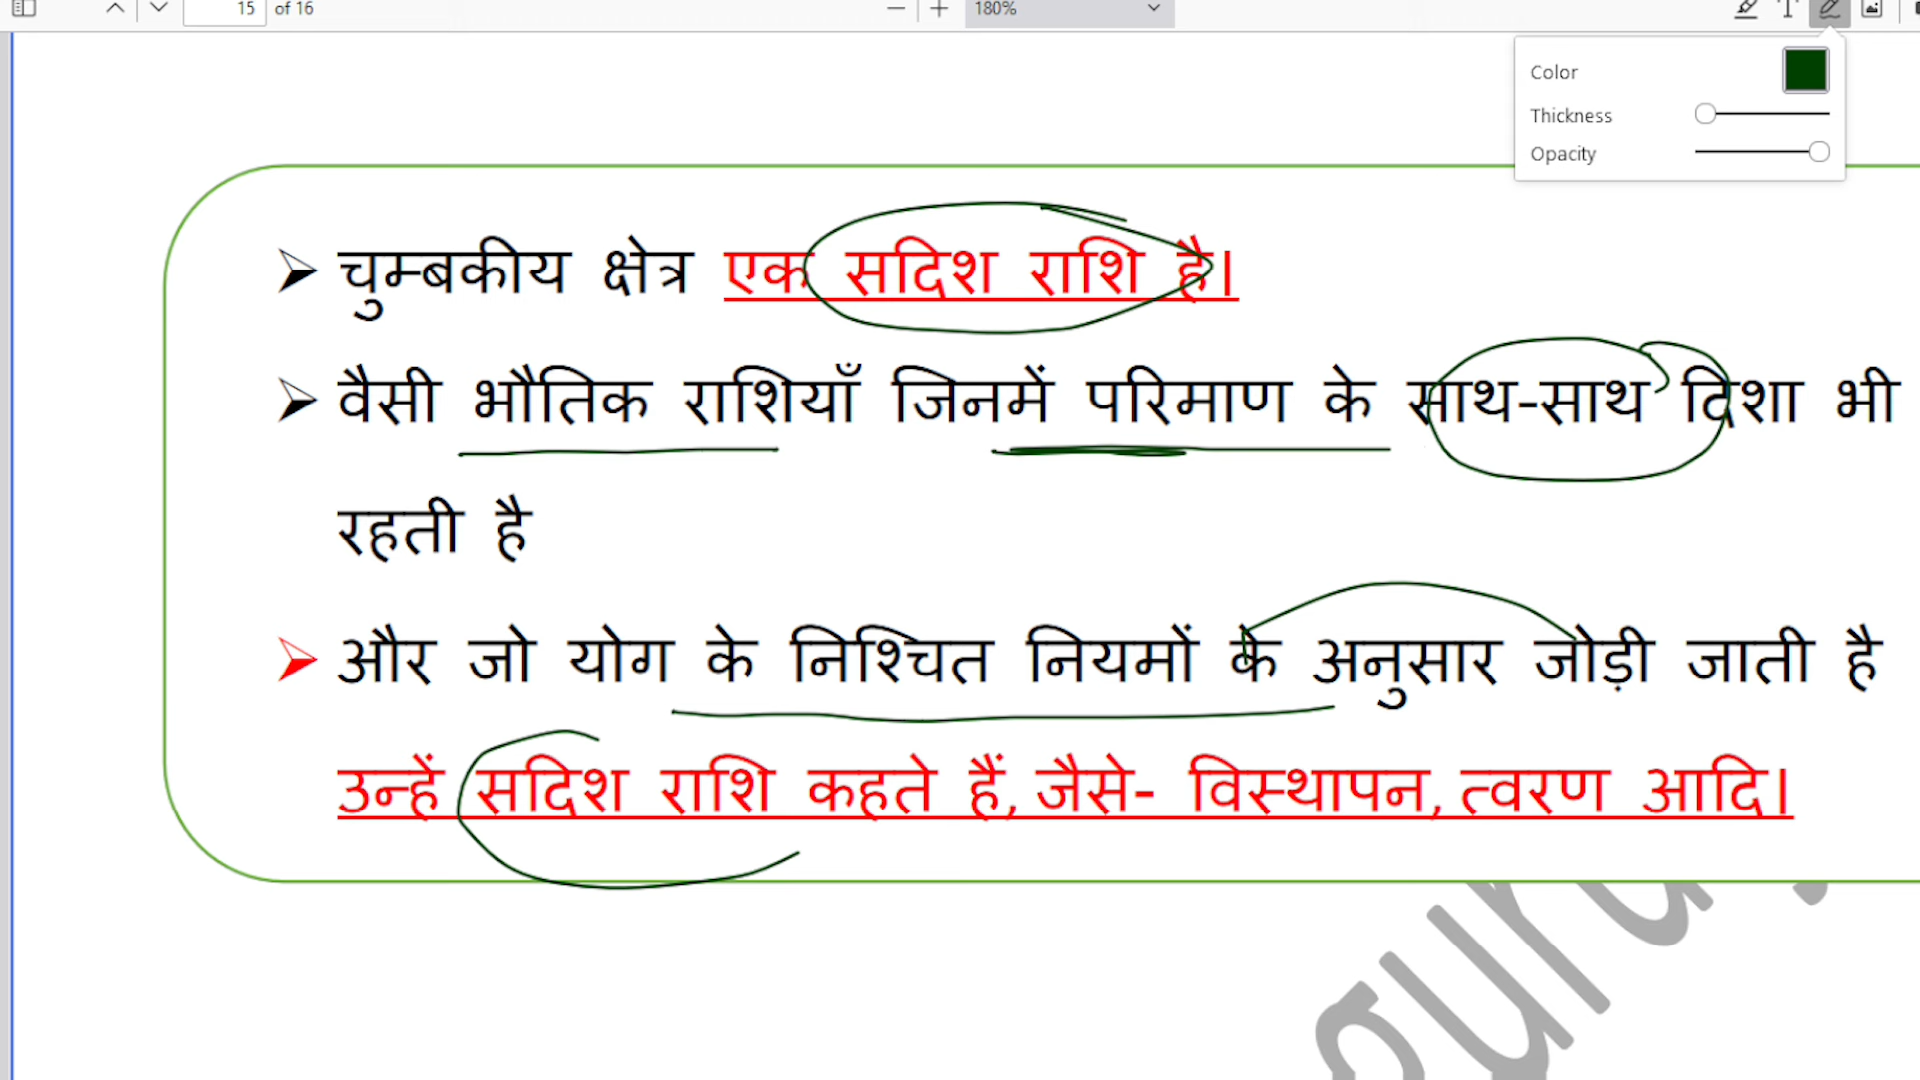 15 of 16
180%
Color
Thickness
Opacity
चुम्बकीय क्षेत्र एक सदिश राशि है।
वैसी भौतिक राशियाँ जिनमें परिमाण के साथ-साथ दिशा भी
रहती है
और जो योग के निश्चित नियमों के अनुसार जोड़ी जाती है
उन्हें सदिश राशि कहते हैं, जैसे- विस्थापन, त्वरण आदि।